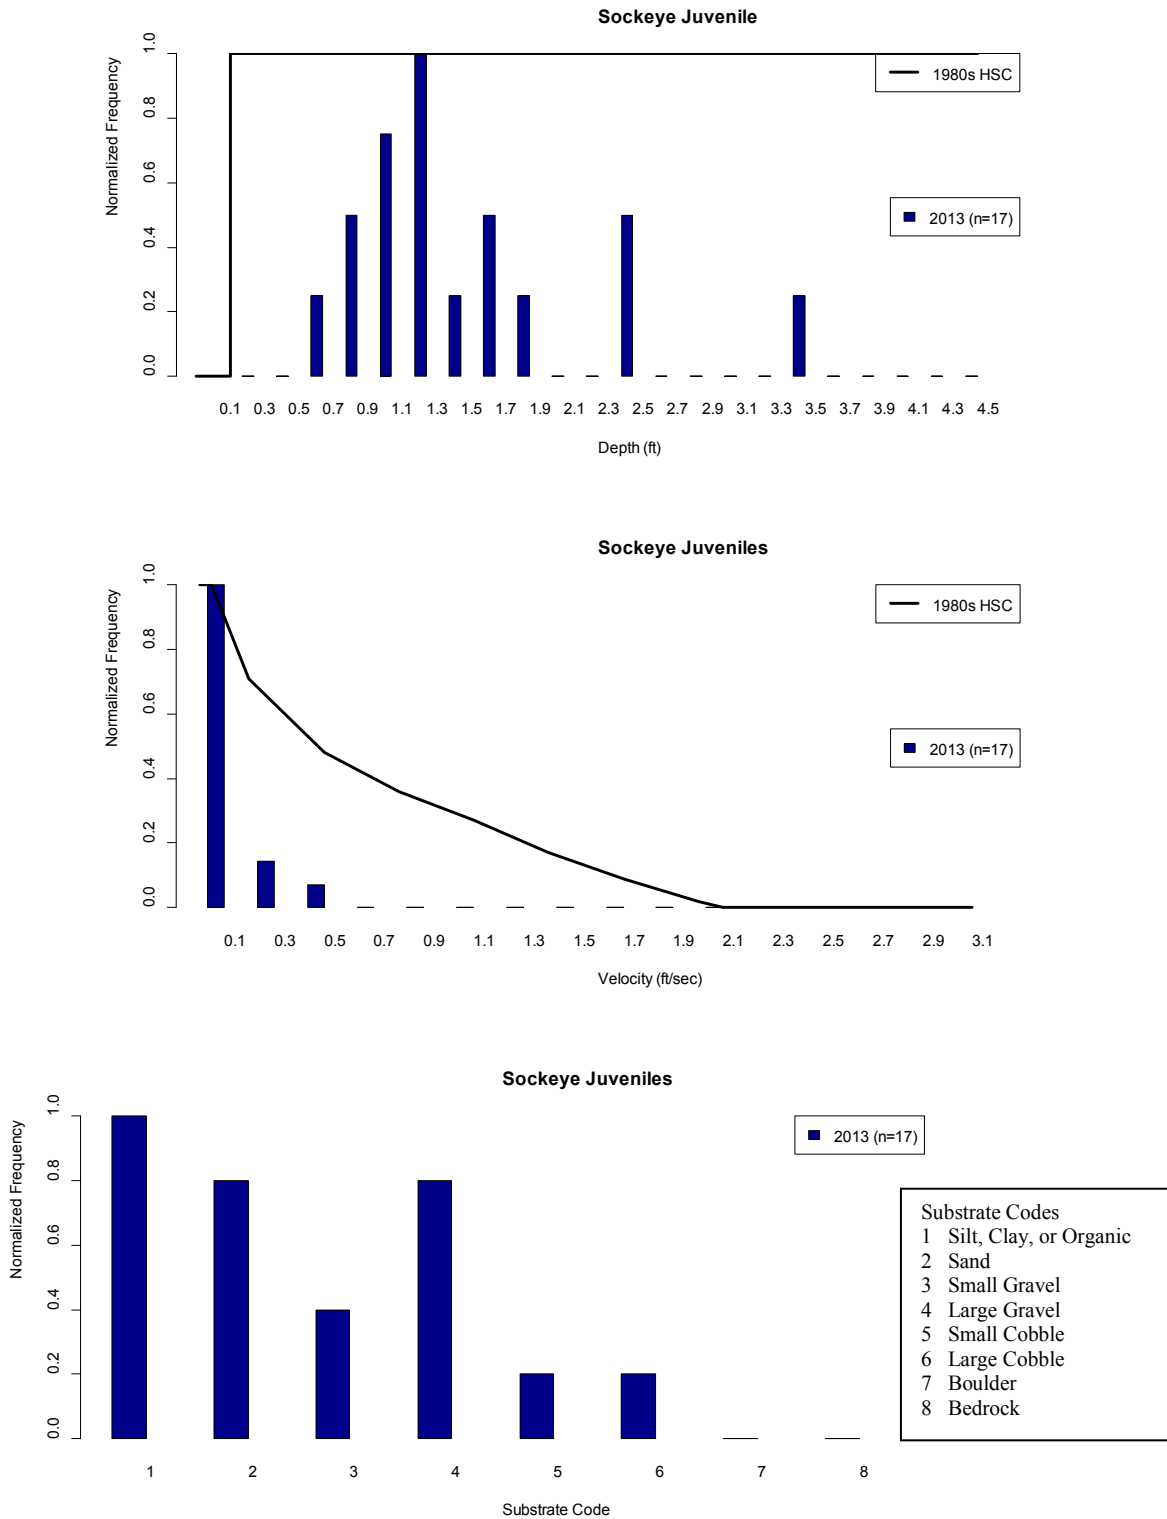 Sockeye Juvenile
1.0
0.8
0.6
0.4
0.2
0.0
Normalized Frequency
1980s HSC
2013 (n=17)
0.1 0.3 0.5 0.7 0.9 1.1 1.3 1.5 1.7 1.9 2.1 2.3 2.5 2.7 2.9 3.1 3.3 3.5 3.7 3.9 4.1 4.3 4.5
Depth (ft)
Sockeye Juveniles
1.0
0.8
0.6
0.4
0.2
0.0
Normalized Frequency
1980s HSC
2013 (n=17)
0.1 0.3 0.5 0.7 0.9 1.1 1.3 1.5 1.7 1.9 2.1 2.3 2.5 2.7 2.9 3.1
Velocity (ft/sec)
Sockeye Juveniles
1.0
0.8
0.6
0.4
0.2
0.0
Normalized Frequency
2013 (n=17)
Substrate Codes
1 Silt, Clay, or Organic
2 Sand
3 Small Gravel
4 Large Gravel
5 Small Cobble
6 Large Cobble
7 Boulder
8 Bedrock
1 2 3 4 5 6 7 8
Substrate Code